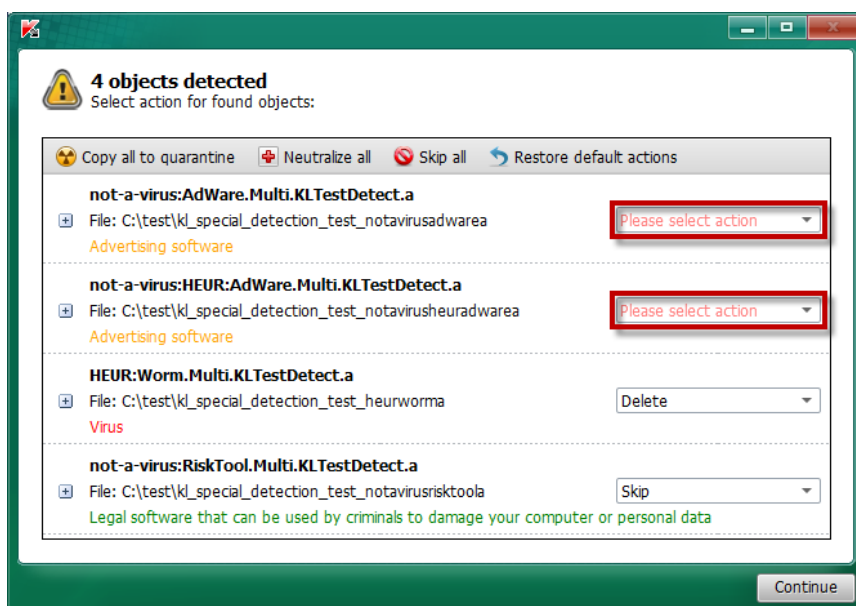 4 objects detected
Select action for found objects:
Copy all to quarantine Neutralize all Skip all Restore default actions
not-a-virus:AdWare.Multi.KLTestDetect.a
File: C:\test\kl_special_detection_test_notavirusadwarea Please select action
Advertising software
not-a-virus:HEUR:AdWare.Multi.KLTestDetect.a
File: C:\test\kl_special_detection_test_notavirusheuradwarea Please select action
Advertising software
HEUR:Worm.Multi.KLTestDetect.a
File: C:\test\kl_special_detection_test_heurworma Delete
Virus
not-a-virus:RiskTool.Multi.KLTestDetect.a
File: C:\test\kl_special_detection_test_notavirusrisktoola Skip
Legal software that can be used by criminals to damage your computer or personal data
Continue